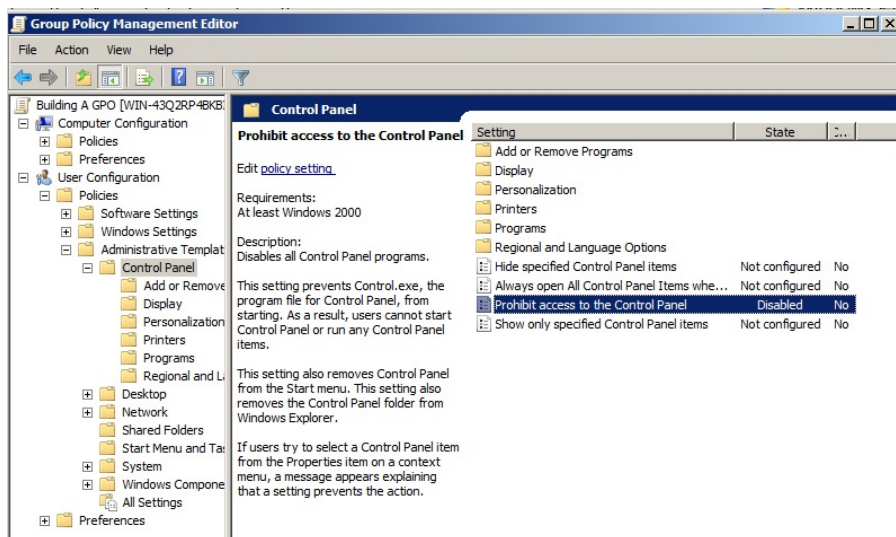 Group Policy Management Editor
File Action View Help
Building A GPO [WIN-43Q2RP4BKB
Computer Configuration
Policies
Preferences
User Configuration
Policies
Software Settings
Windows Settings
Administrative Templat
Control Panel
Add or Remove
Display
Personalization
Printers
Programs
Regional and L
Desktop
Network
Shared Folders
Start Menu and Ta
System
Windows Compone
All Settings
Preferences
Control Panel
Prohibit access to the Control Panel
Edit policy setting
Requirements:
At least Windows 2000
Description:
Disables all Control Panel programs.
This setting prevents Control.exe, the
program file for Control Panel, from
starting. As a result, users cannot start
Control Panel or run any Control Panel
items.
This setting also removes Control Panel
from the Start menu. This setting also
removes the Control Panel folder from
Windows Explorer.
If users try to select a Control Panel item
from the Properties item on a context
menu, a message appears explaining
that a setting prevents the action.
Setting State
Add or Remove Programs
Display
Personalization
Printers
Programs
Regional and Language Options
Hide specified Control Panel items Not configured No
Always open All Control Panel Items whe... Not configured No
Prohibit access to the Control Panel Disabled No
Show only specified Control Panel items Not configured No